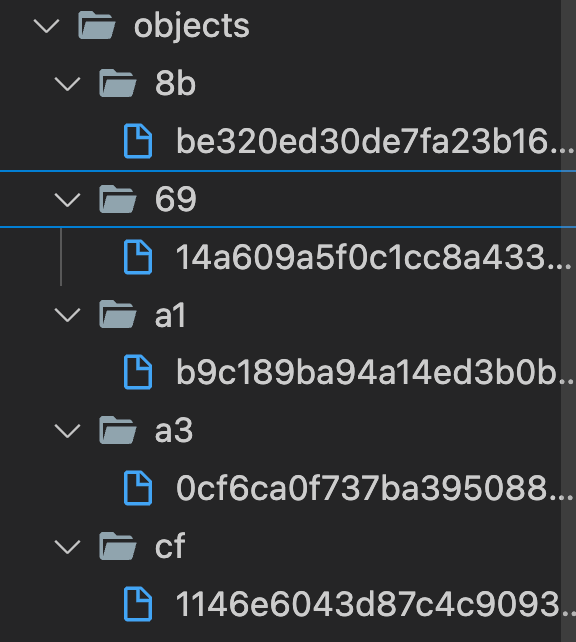 objects
8b
be320ed30de7fa23b16...
69
14a609a5f0c1cc8a433...
a1
b9c189ba94a14ed3b0b...
a3
0cf6ca0f737ba395088...
cf
1146e6043d87c4c9093...